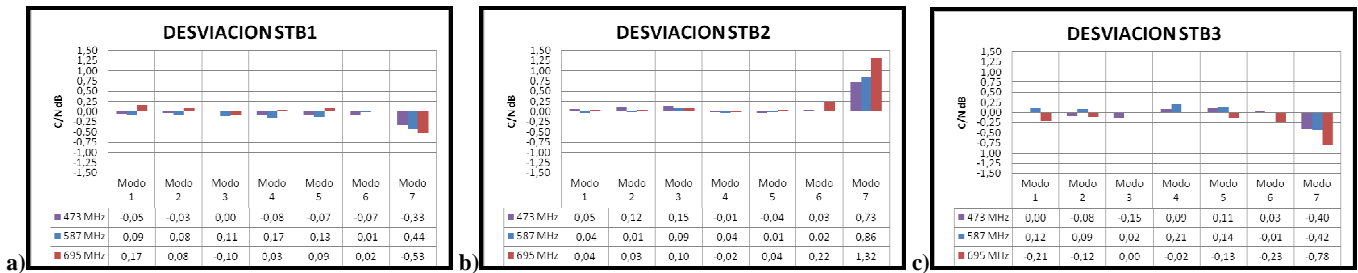 a)
DESVIACION STB1
C/N dB
1,50
1,25
1,00
0,75
0,50
0,25
0,00
-0,25
-0,50
-0,75
-1,00
-1,25
-1,50
Modo 1 Modo 2 Modo 3 Modo 4 Modo 5 Modo 6 Modo 7
473 MHz -0,05 -0,03 0,00 -0,08 -0,07 -0,07 -0,33
587 MHz 0,09 0,08 0,11 0,17 0,13 0,01 0,44
695 MHz 0,17 0,08 -0,10 0,03 0,09 0,02 -0,53
b)
DESVIACION STB2
C/N dB
1,50
1,25
1,00
0,75
0,50
0,25
0,00
-0,25
-0,50
-0,75
-1,00
-1,25
-1,50
Modo 1 Modo 2 Modo 3 Modo 4 Modo 5 Modo 6 Modo 7
473 MHz 0,05 0,12 0,15 -0,01 -0,04 0,03 0,73
587 MHz 0,04 0,01 0,09 0,04 0,01 0,02 0,86
695 MHz 0,04 0,03 0,10 -0,02 0,04 0,22 1,32
c)
DESVIACION STB3
C/N dB
1,50
1,25
1,00
0,75
0,50
0,25
0,00
-0,25
-0,50
-0,75
-1,00
-1,25
-1,50
Modo 1 Modo 2 Modo 3 Modo 4 Modo 5 Modo 6 Modo 7
473 MHz 0,00 -0,08 -0,15 0,09 0,11 0,03 -0,40
587 MHz 0,12 0,09 0,02 0,21 0,14 -0,01 -0,42
695 MHz -0,21 -0,12 0,00 -0,02 -0,13 -0,23 -0,78